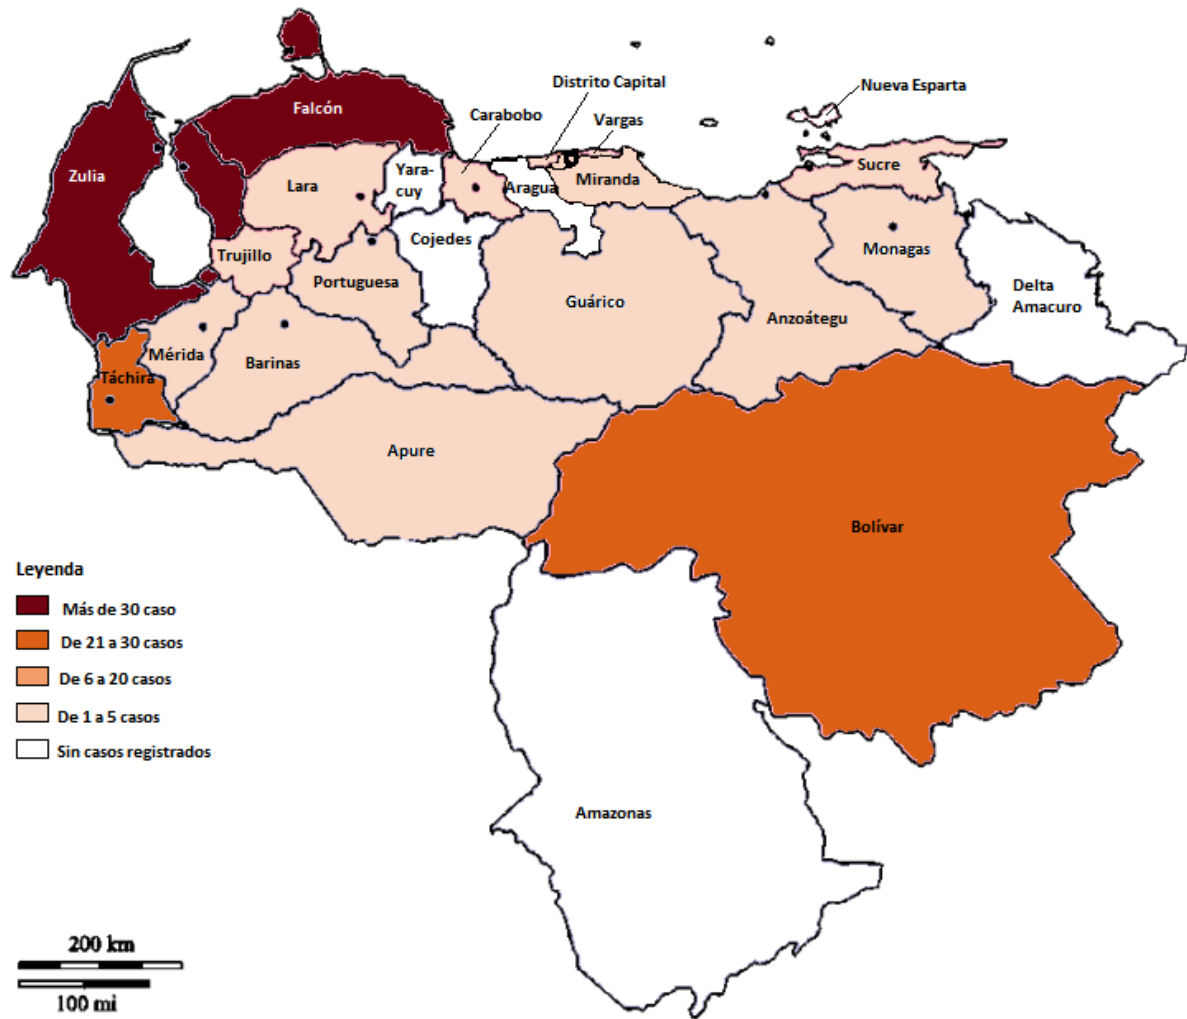 Distrito Capital
Nueva Esparta
Falcón
Carabobo
Vargas
Zulia
Lara
Yara-
cuy
Aragua
Miranda
Sucre
Trujillo
Cojedes
Monagas
Portuguesa
Guárico
Delta
Amacuro
Anzoátegu
Mérida
Barinas
Táchira
Apure
Bolívar
Leyenda
Más de 30 caso
De 21 a 30 casos
De 6 a 20 casos
De 1 a 5 casos
Sin casos registrados
Amazonas
200 km
100 mi